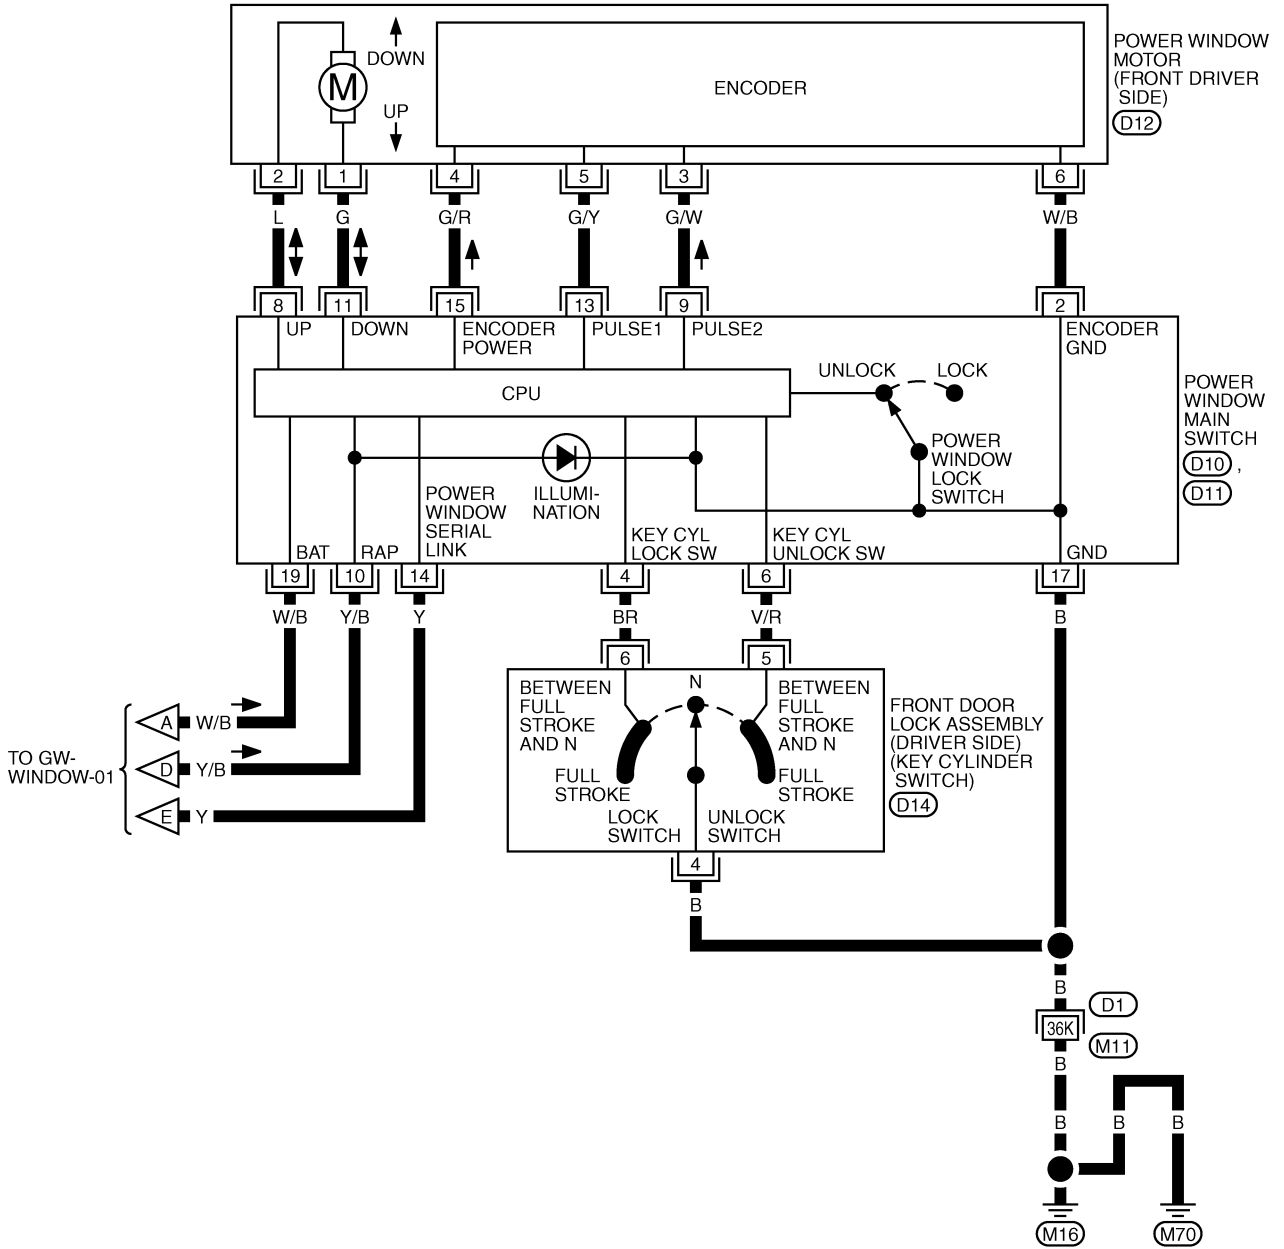 DOWN
M
UP
ENCODER
POWER WINDOW
MOTOR
(FRONT DRIVER
SIDE)
D12
2 1 4 5 3 6
L G G/R G/Y G/W W/B
8 11 15 13 9 2
UP DOWN ENCODER
POWER PULSE1 PULSE2 ENCODER
GND
CPU
UNLOCK LOCK
POWER
WINDOW
LOCK
SWITCH
POWER
WINDOW
MAIN
SWITCH
D10 ,
D11
ILLUMI-
NATION
POWER
WINDOW
SERIAL
LINK
BAT RAP
KEY CYL
LOCK SW
KEY CYL
UNLOCK SW
GND
19 10 14 4 6 17
W/B Y/B Y BR V/R B
6 5
TO GW-
WINDOW-01
A W/B
D Y/B
E Y
BETWEEN
FULL
STROKE
AND N
FULL
STROKE
N
BETWEEN
FULL
STROKE
AND N
FULL
STROKE
LOCK
SWITCH
UNLOCK
SWITCH
FRONT DOOR
LOCK ASSEMBLY
(DRIVER SIDE)
(KEY CYLINDER
SWITCH)
D14
4
B
B
D1
36K
M11
B
B B B
M16 M70